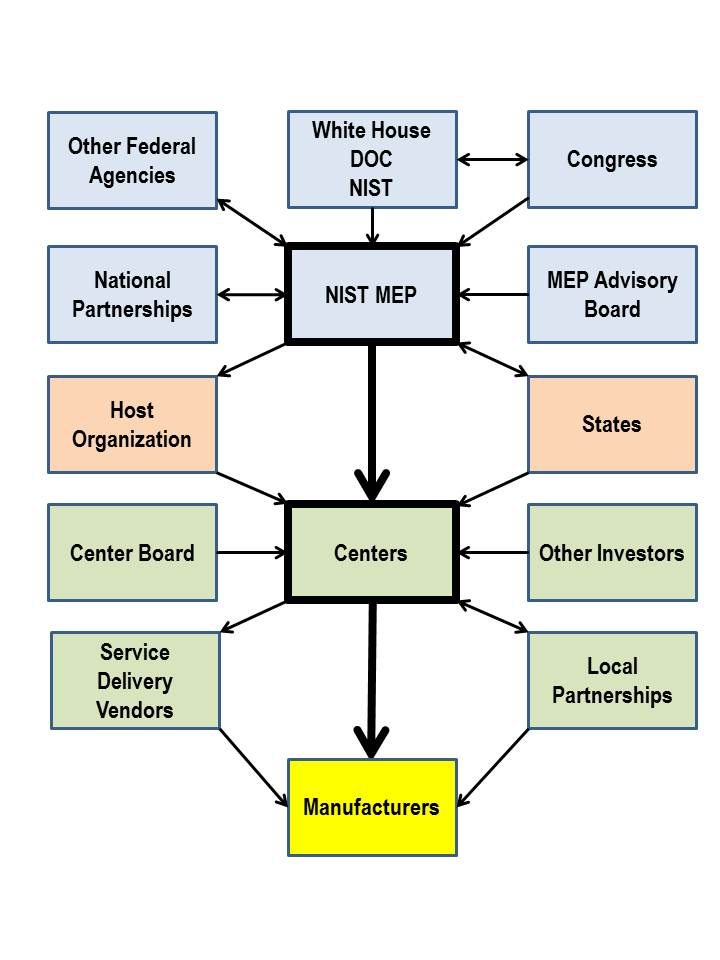 Other Federal
Agencies
White House
DOC
NIST
Congress
National
Partnerships
NIST MEP
MEP Advisory
Board
Host
Organization
States
Center Board
Centers
Other Investors
Service
Delivery
Vendors
Local
Partnerships
Manufacturers